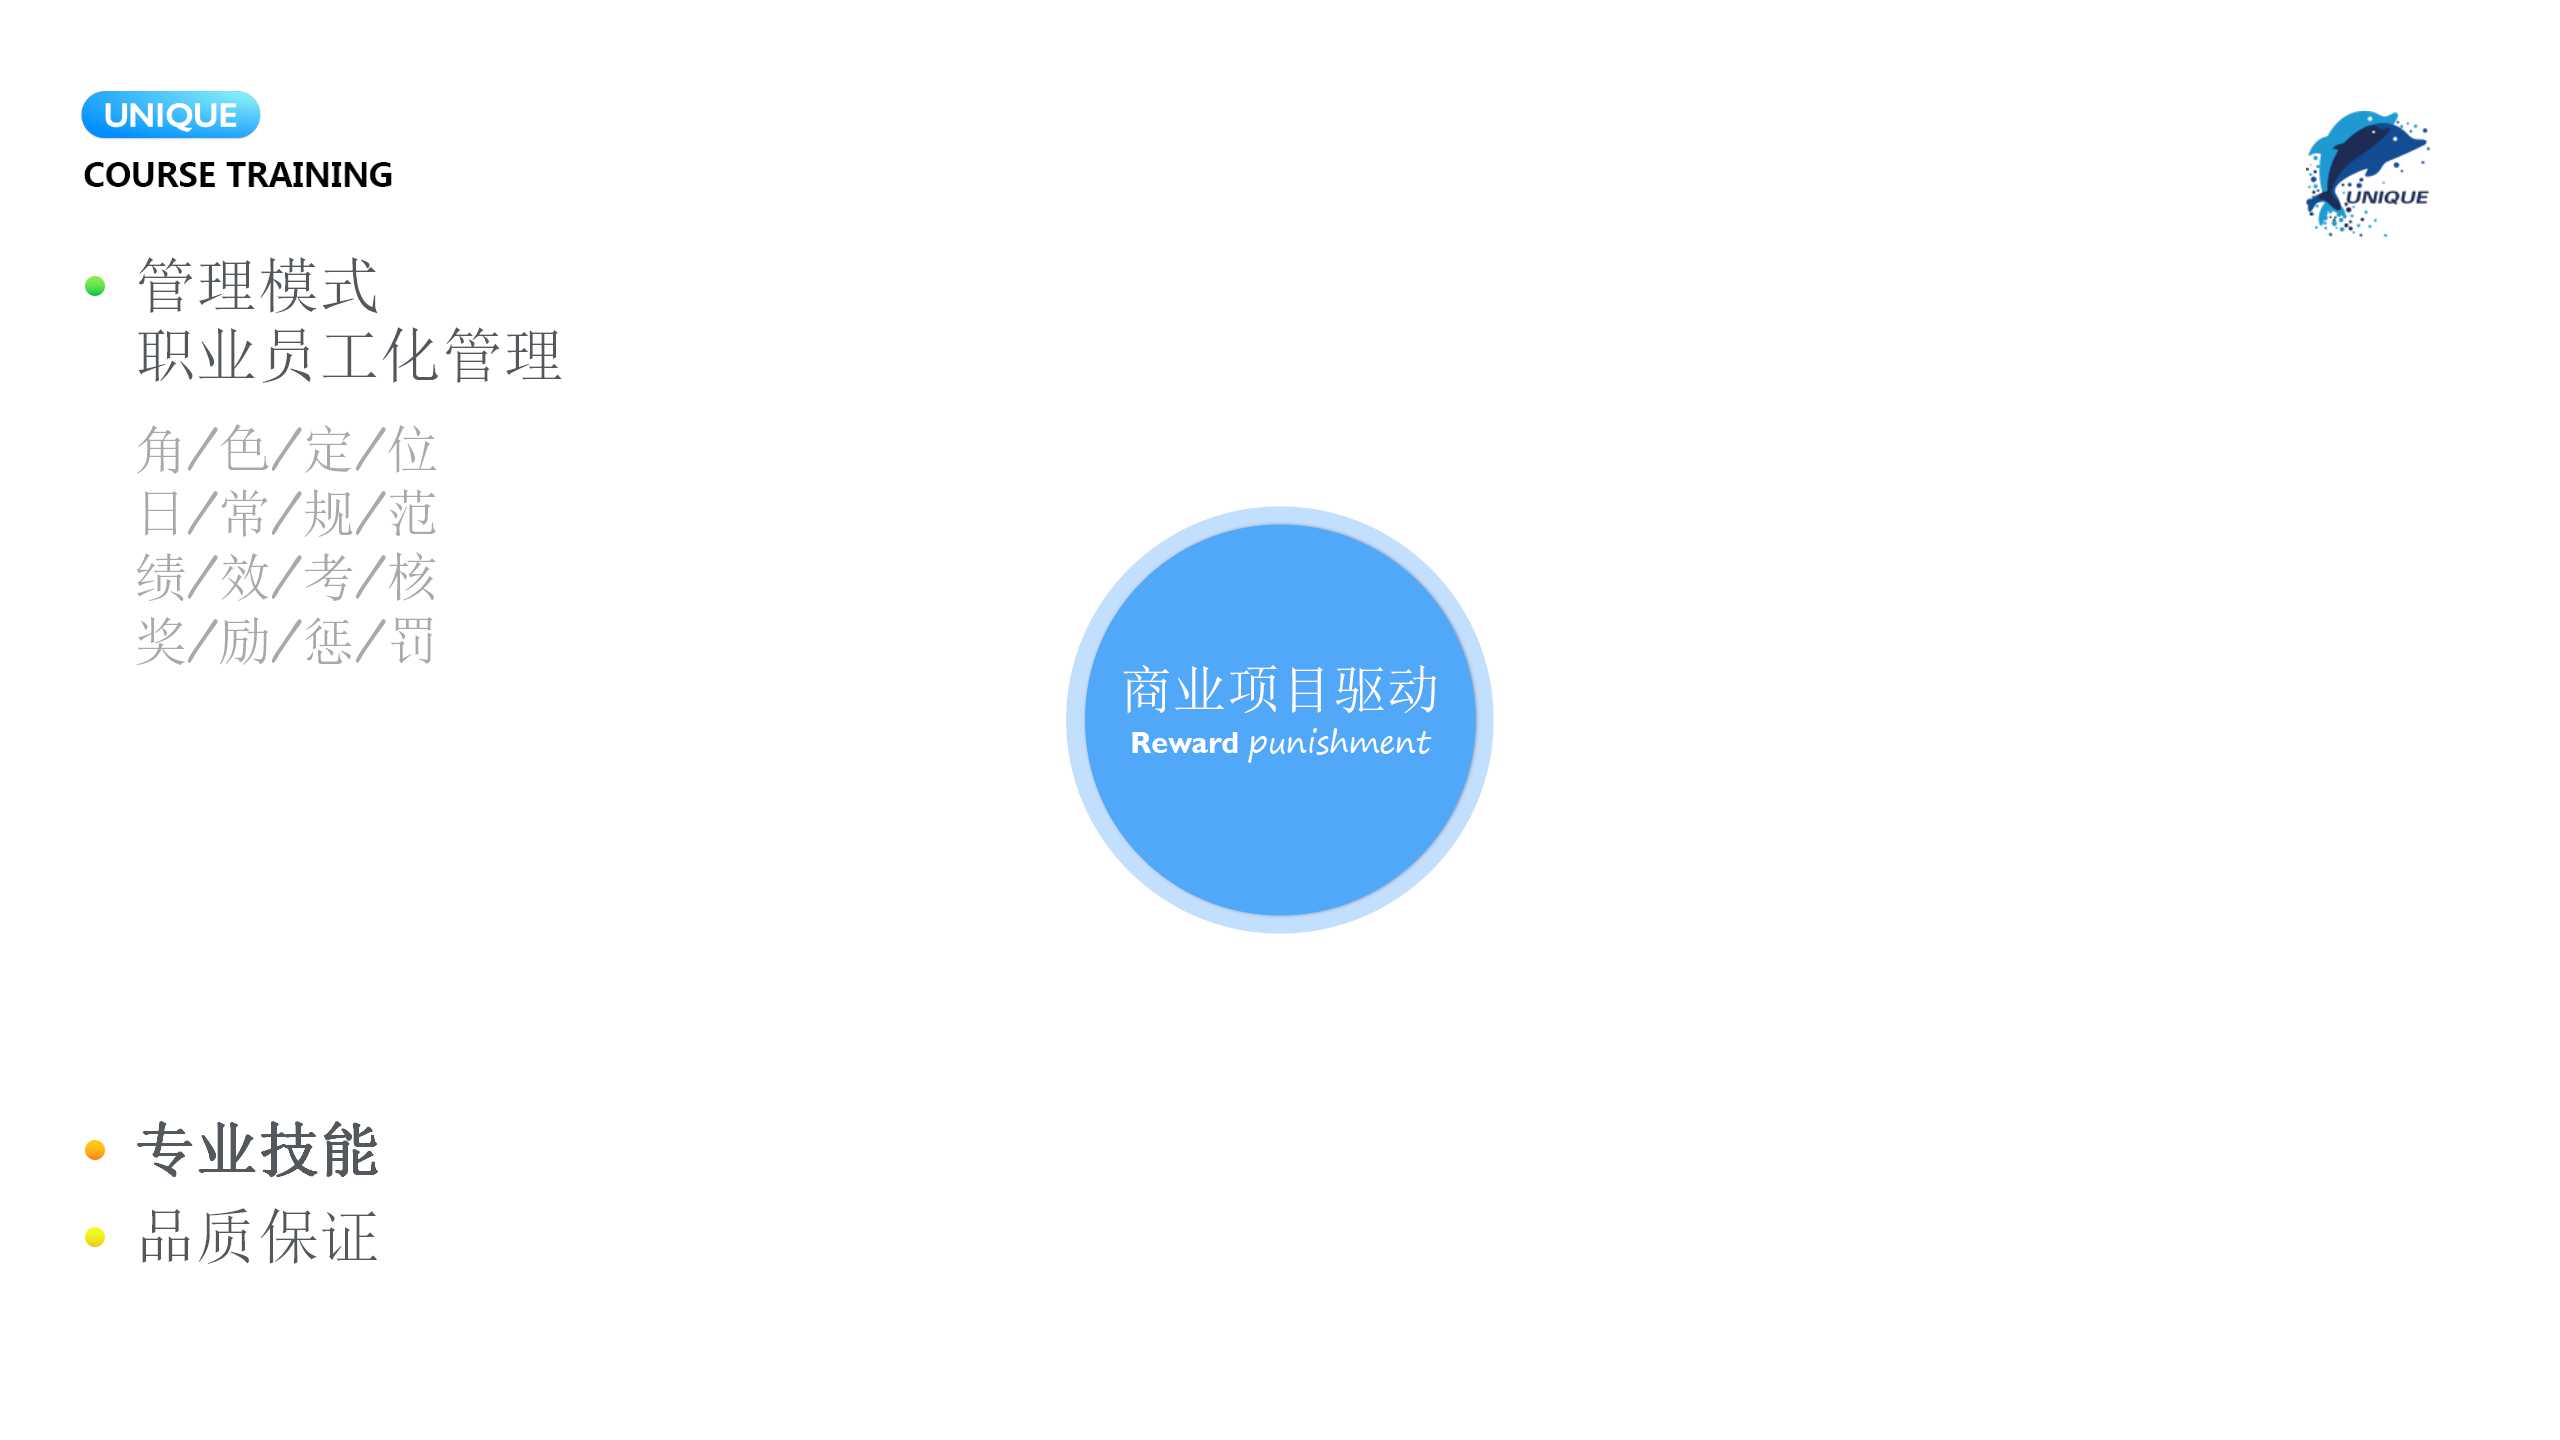 UNIQUE
COURSE TRAINING
UNIQUE
管理模式
职业员工化管理
角/色/定/位
日/常/规/范
绩/效/考/核
奖/励/惩/罚
商业项目驱动
Reward punishment
专业技能
品质保证